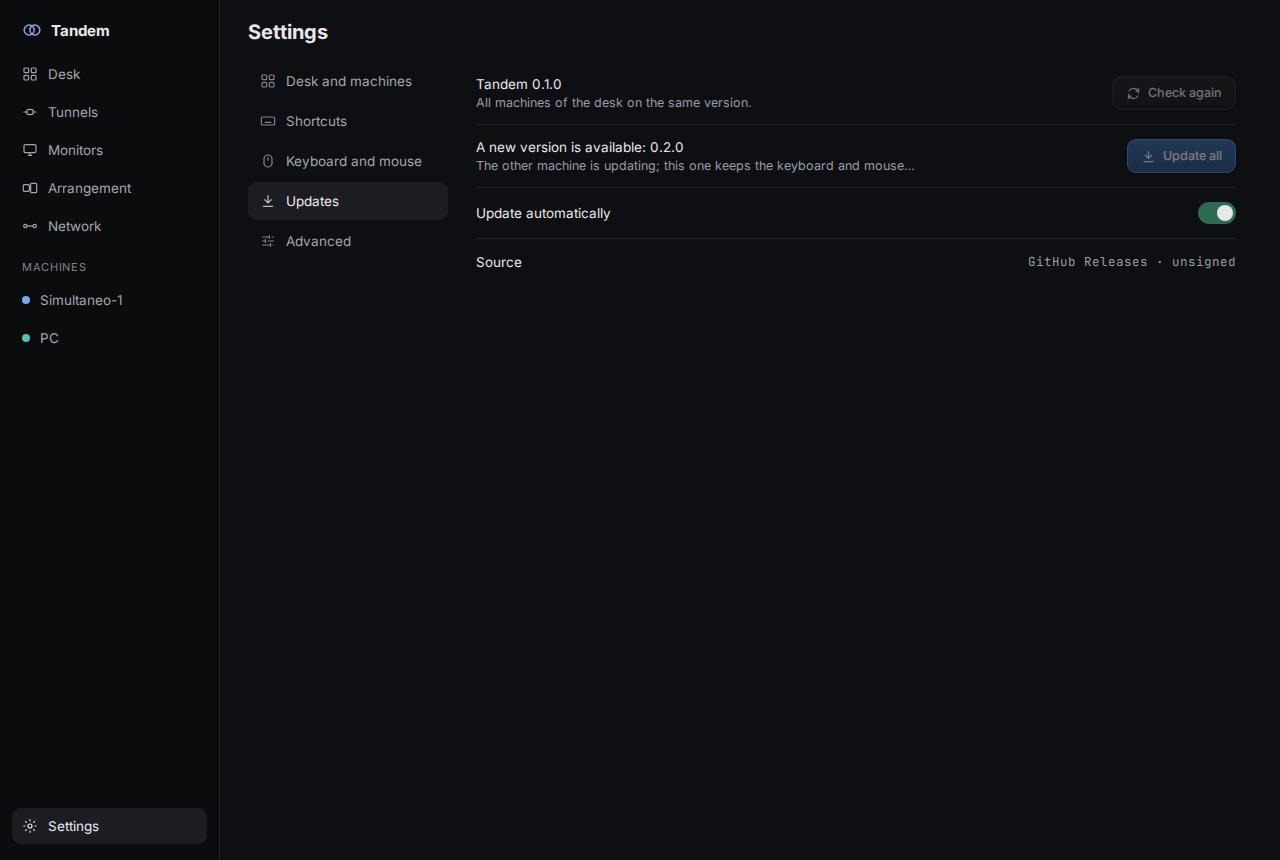 Tandem
Desk
Tunnels
Monitors
Arrangement
Network
MACHINES
Simultaneo-1
PC
Settings
Settings
Desk and machines
Shortcuts
Keyboard and mouse
Updates
Advanced
Tandem 0.1.0
All machines of the desk on the same version.
Check again
A new version is available: 0.2.0
The other machine is updating; this one keeps the keyboard and mouse...
Update all
Update automatically
Source
GitHub Releases · unsigned